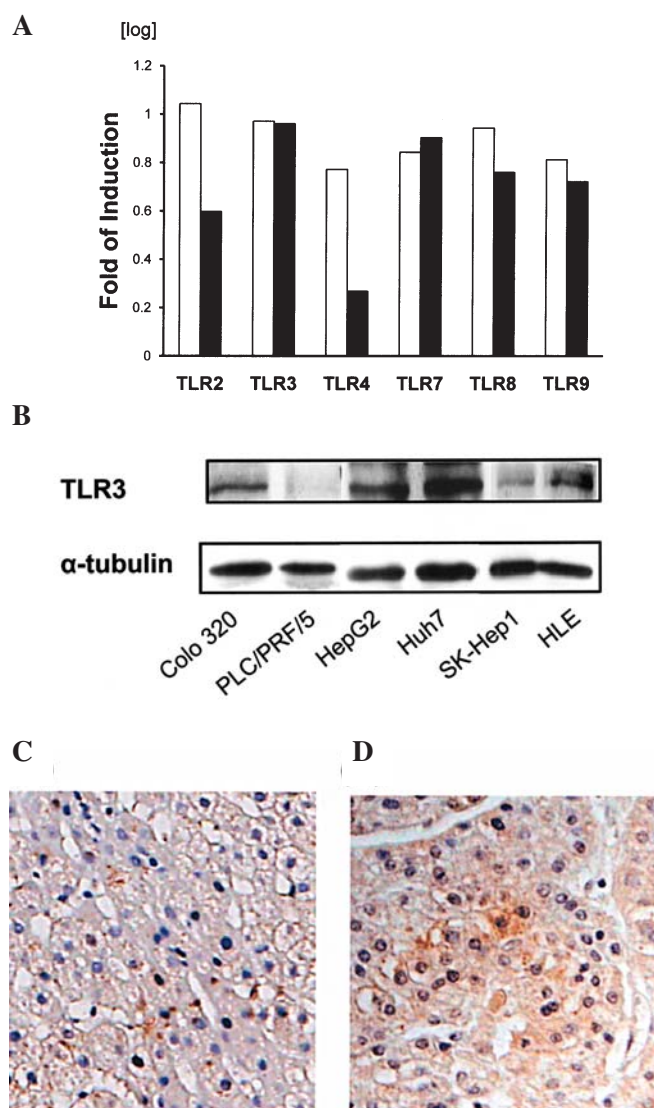 A
[log]
Fold of Induction
1.2
1
0.8
0.6
0.4
0.2
0
TLR2 TLR3 TLR4 TLR7 TLR8 TLR9
B
TLR3
α-tubulin
Colo 320 PLC/PRF/5 HepG2 Huh7 SK-Hep1 HLE
C D